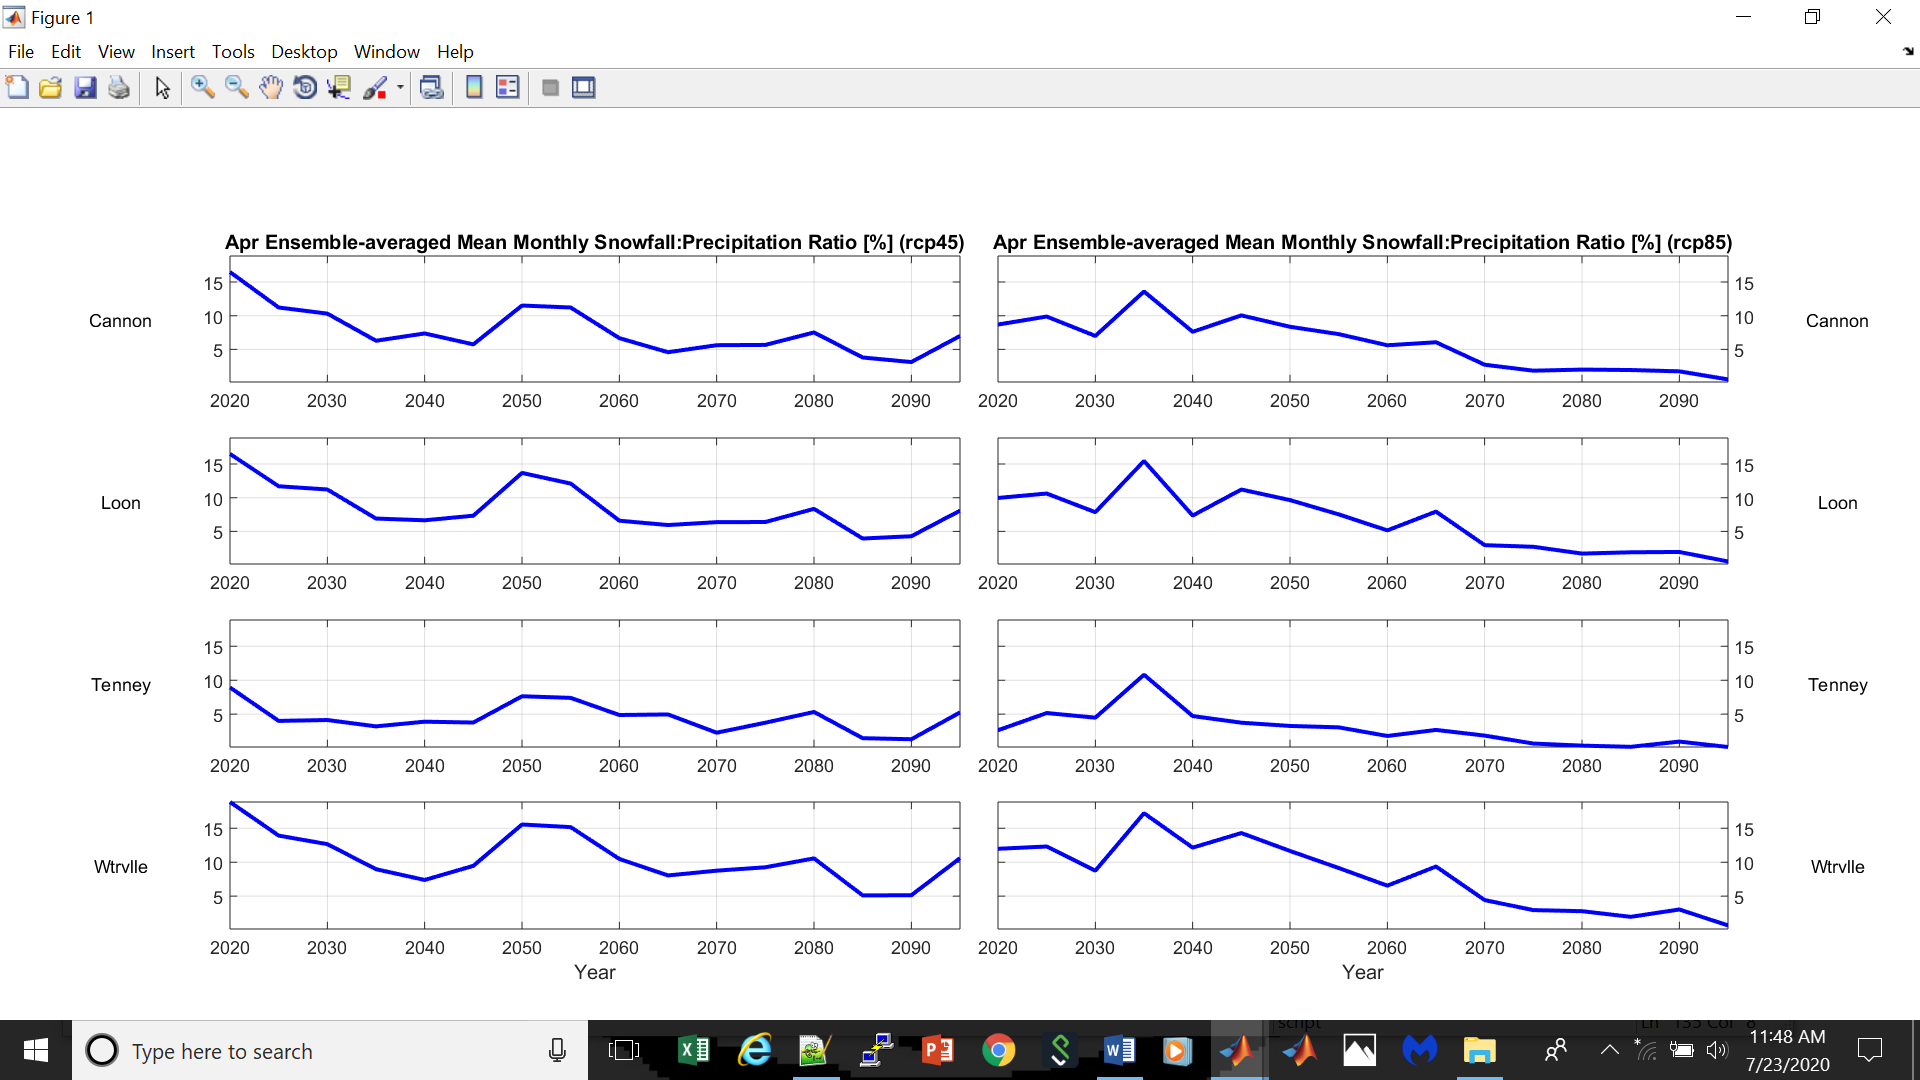 Figure 1
File Edit View Insert Tools Desktop Window Help
Apr Ensemble-averaged Mean Monthly Snowfall:Precipitation Ratio [%] (rcp45)
Apr Ensemble-averaged Mean Monthly Snowfall:Precipitation Ratio [%] (rcp85)
Cannon
15
10
5
2020 2030 2040 2050 2060 2070 2080 2090
15
10
5
2020 2030 2040 2050 2060 2070 2080 2090
Cannon
Loon
15
10
5
2020 2030 2040 2050 2060 2070 2080 2090
15
10
5
2020 2030 2040 2050 2060 2070 2080 2090
Loon
Tenney
15
10
5
2020 2030 2040 2050 2060 2070 2080 2090
15
10
5
2020 2030 2040 2050 2060 2070 2080 2090
Tenney
Wtrvlle
15
10
5
2020 2030 2040 2050 2060 2070 2080 2090
Year
15
10
5
2020 2030 2040 2050 2060 2070 2080 2090
Year
Wtrvlle
Type here to search
11:48 AM
7/23/2020